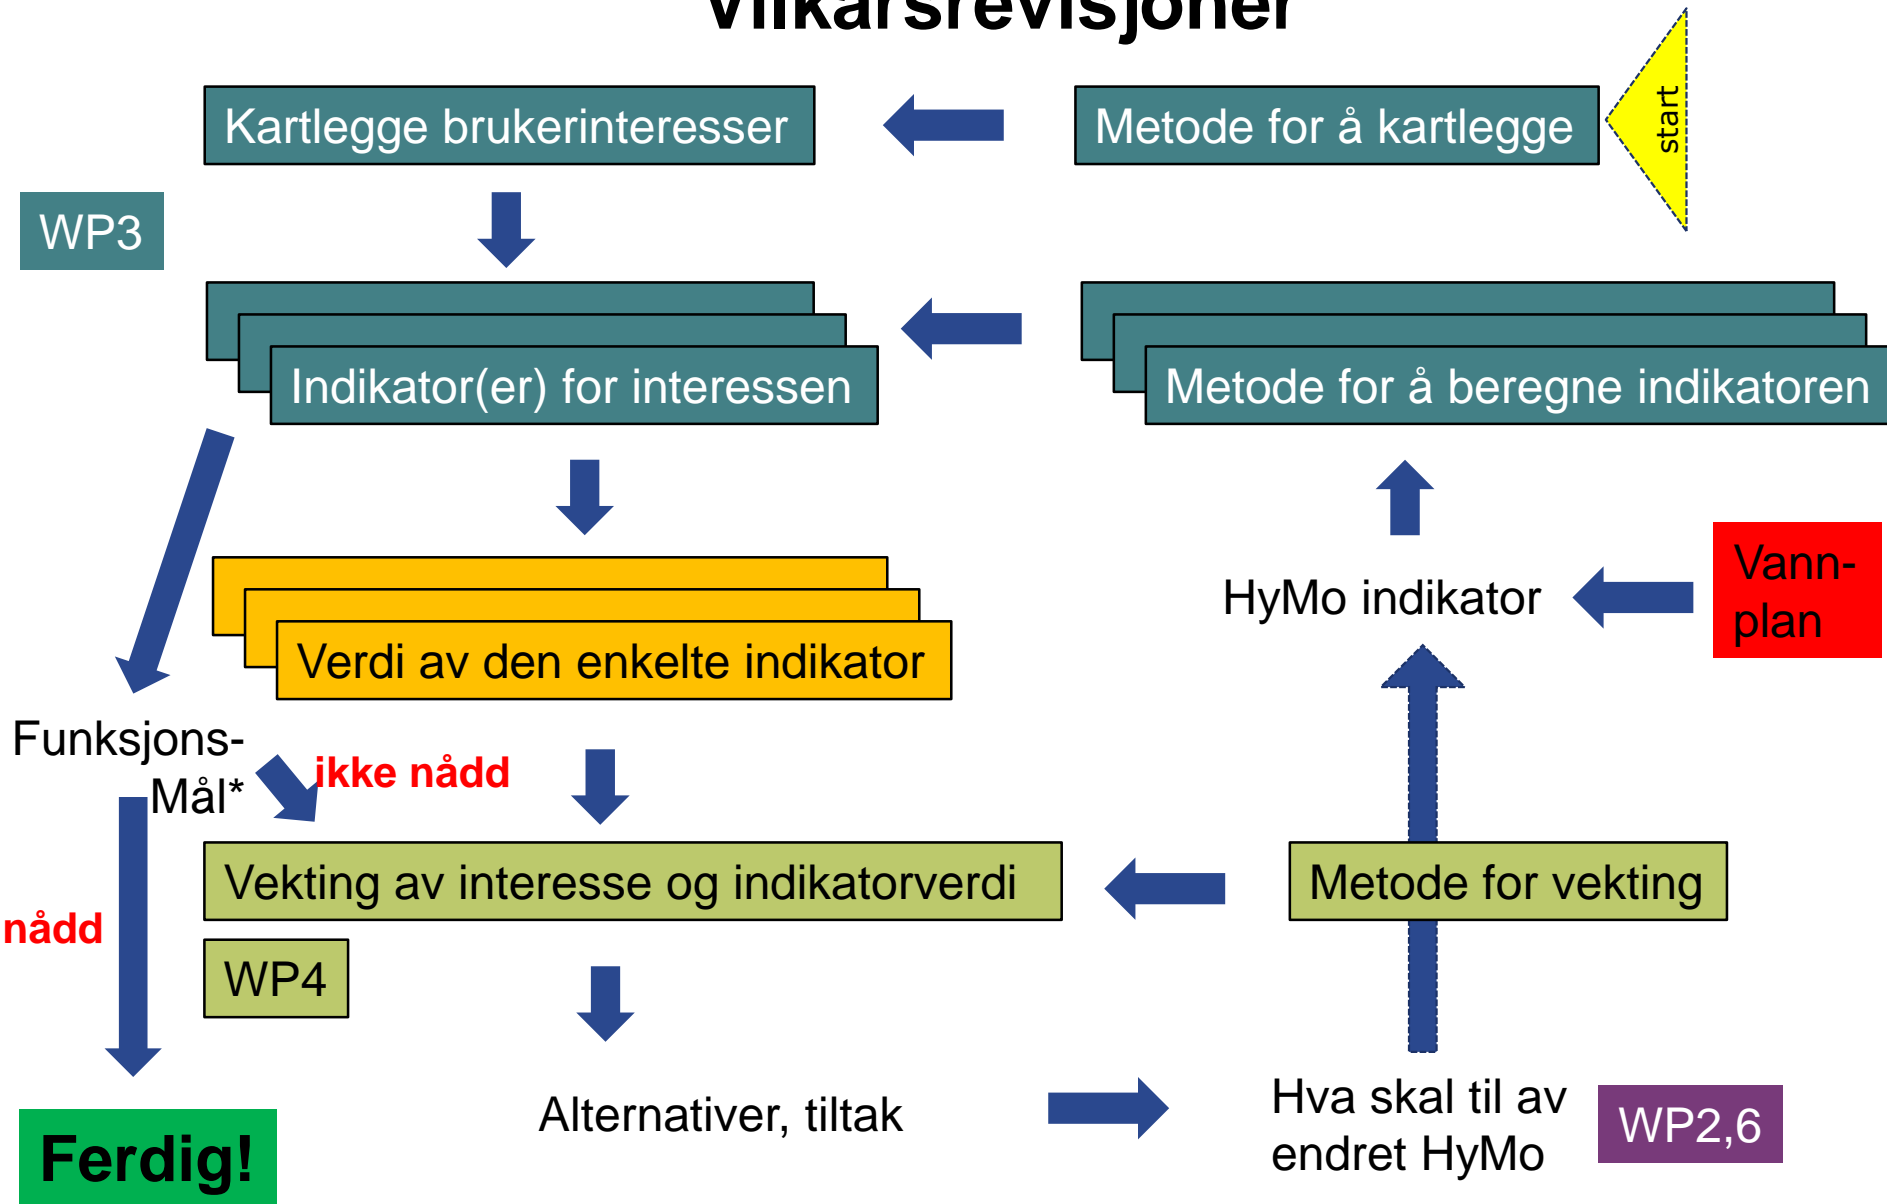 Vilkårsrevisjoner
Kartlegge brukerinteresser
Metode for å kartlegge
start
WP3
Indikator(er) for interessen
Metode for å beregne indikatoren
HyMo indikator
Vann-
plan
Verdi av den enkelte indikator
Funksjons-
Mål*
ikke nådd
Vekting av interesse og indikatorverdi
Metode for vekting
nådd
WP4
Alternativer, tiltak
Hva skal til av
endret HyMo
WP2,6
Ferdig!